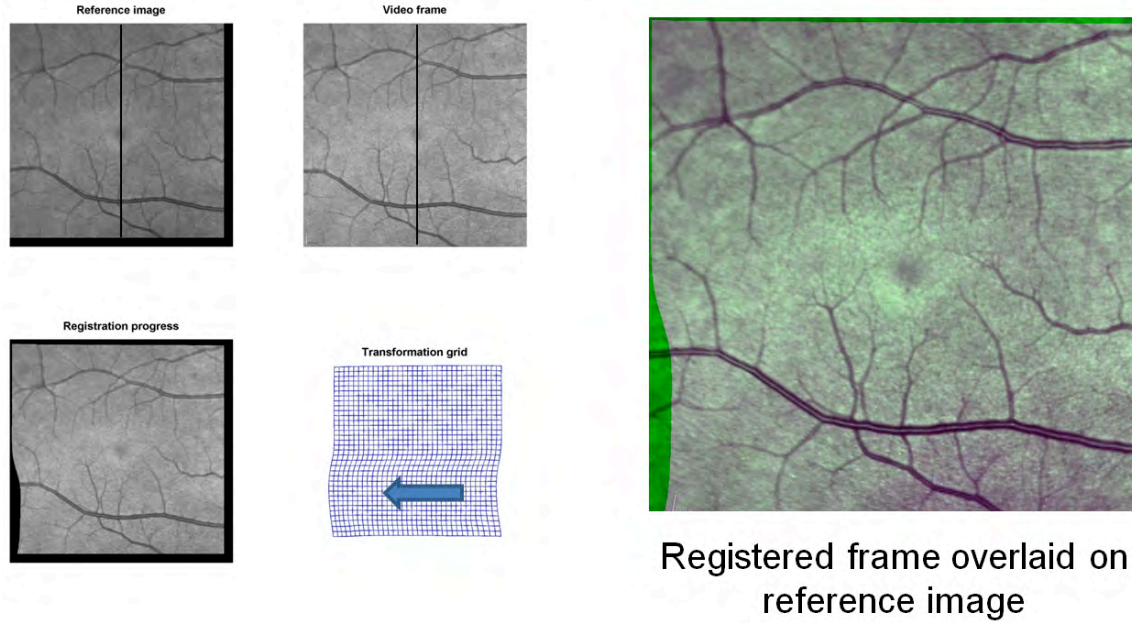 Reference image
Video frame
Registration progress
Transformation grid
Registered frame overlaid on
reference image